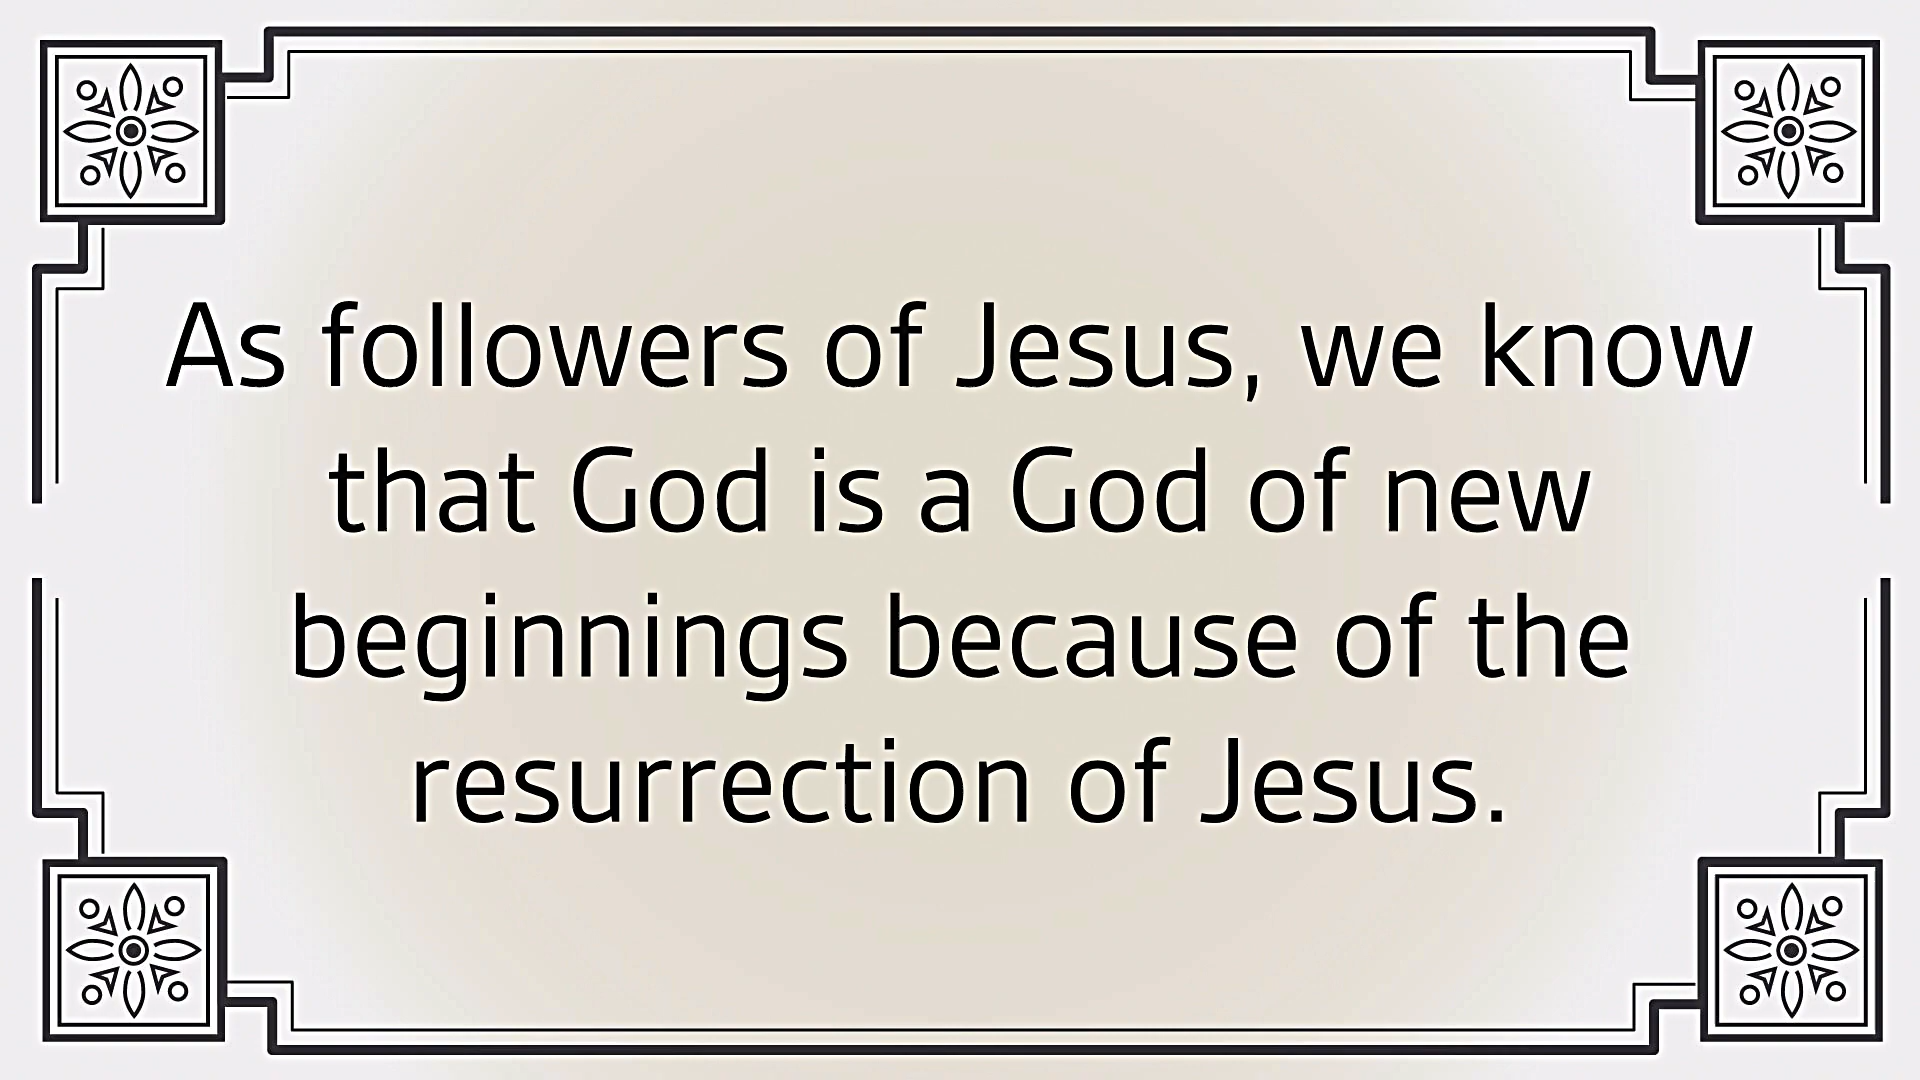 As followers of Jesus, we know
that God is a God of new
beginnings because of the
resurrection of Jesus.